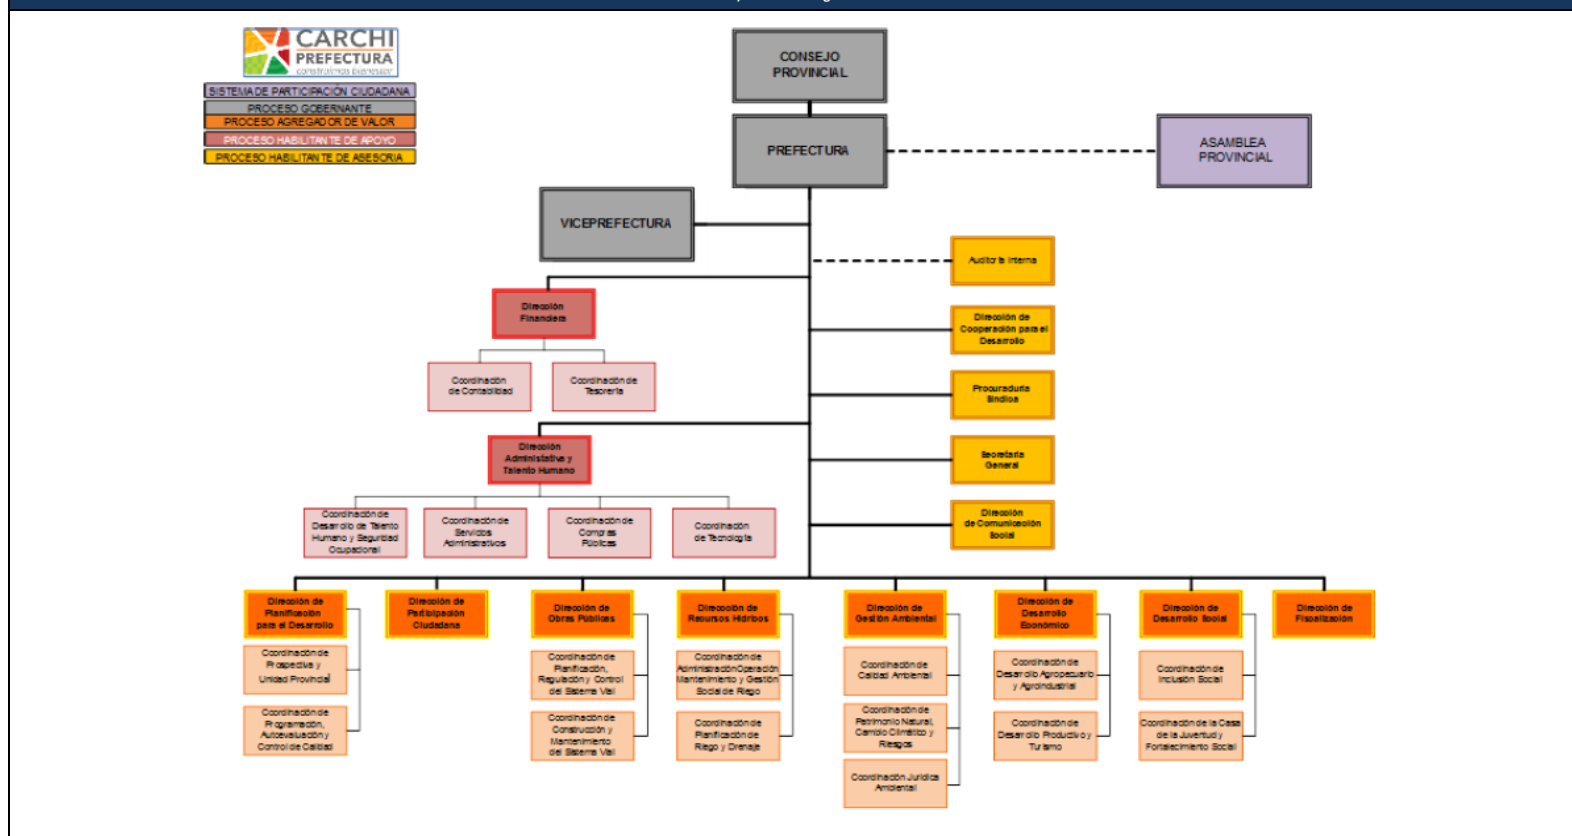 CARCHI
PREFECTURA
SISTEMA DE PARTICIPACIÓN CIUDADANA
PROCESO GOBERNANTE
PROCESO AGREGADOR DE VALOR
PROCESO HABILITANTE DE APOYO
PROCESO HABILITANTE DE ASESORIA
CONSEJO
PROVINCIAL
PREFECTURA
ASAMBLEA
PROVINCIAL
VICEPREFECTURA
Auditoría Interna
Dirección
Financiera
Dirección de
Cooperación para el
Desarrollo
Coordinación
de Contabilidad
Coordinación de
Tesorería
Procuraduría
Sindica
Dirección
Administativa y
Talento Humano
Secretaria
General
Coordinación de
Desarrollo de Talento
Humano y Seguridad
Ocupacional
Coordinación de
Servicios
Administrativos
Coordinación de
Compras
Públicas
Coordinación
de Tecnología
Dirección
de Comunicación
Social
Dirección de
Planificación
para el Desarrollo
Dirección de
Participación
Ciudadana
Dirección de
Obras Públicas
Dirección de
Recursos Hídricos
Dirección de
Gestión Ambiental
Dirección de
Desarrollo
Económico
Dirección de
Desarrollo Social
Dirección de
Fiscalización
Coordinación de
Prospectiva y
Unidad Provincial
Coordinación de
Planificación,
Regulación y Control
del Sistema Vial
Coordinación de
Administración Operación
Mantenimiento y Gestión
Social de Riego
Coordinación de
Calidad Ambiental
Coordinación de
Desarrollo Agropecuario
y Agroindustrial
Coordinación de
Inclusión Social
Coordinación de
Programación,
Autoevaluación y
Control de Calidad
Coordinación de
Construcción y
Mantenimiento
del Sistema Vial
Coordinación de
Planificación de
Riego y Drenaje
Coordinación de
Patrimonio Natural,
Cambio Climático y
Riesgos
Coordinación de
Desarrollo Productivo y
Turismo
Coordinación de la Casa
de la Juventud y
Fortalecimiento Social
Coordinación Jurídica
Ambiental